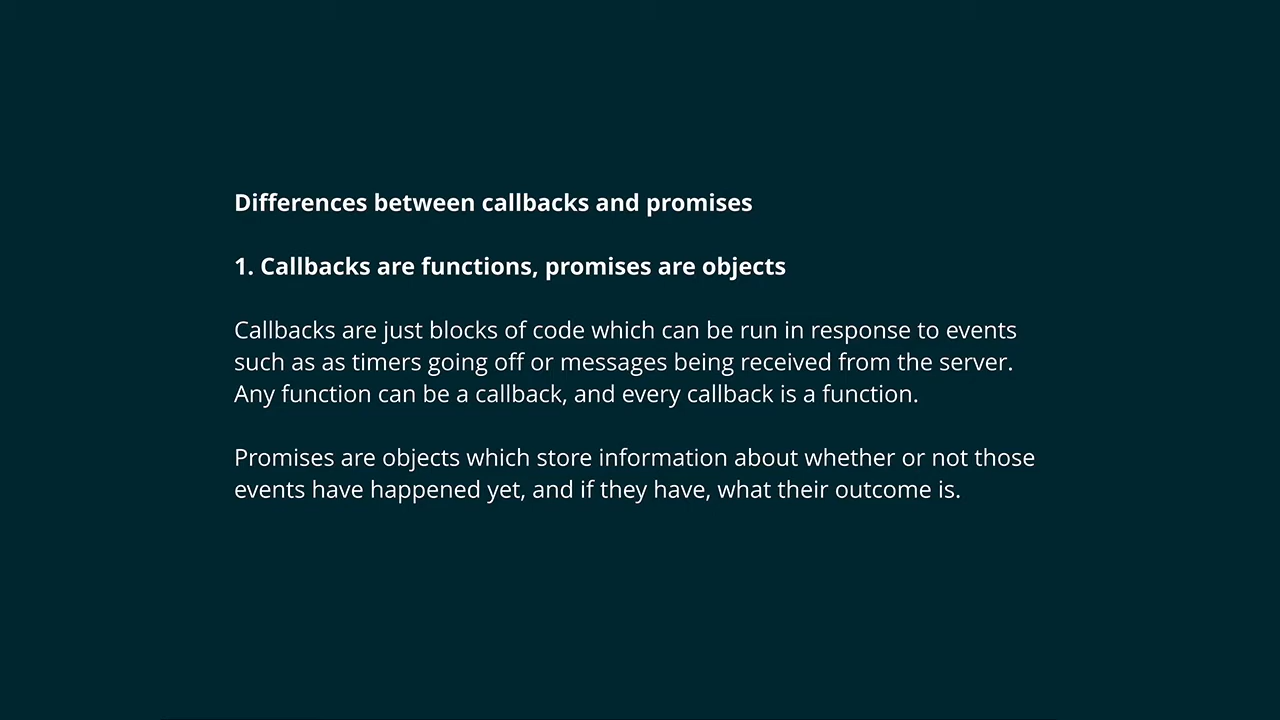 Differences between callbacks and promises
1. Callbacks are functions, promises are objects
Callbacks are just blocks of code which can be run in response to events
such as as timers going off or messages being received from the server.
Any function can be a callback, and every callback is a function.
Promises are objects which store information about whether or not those
events have happened yet, and if they have, what their outcome is.